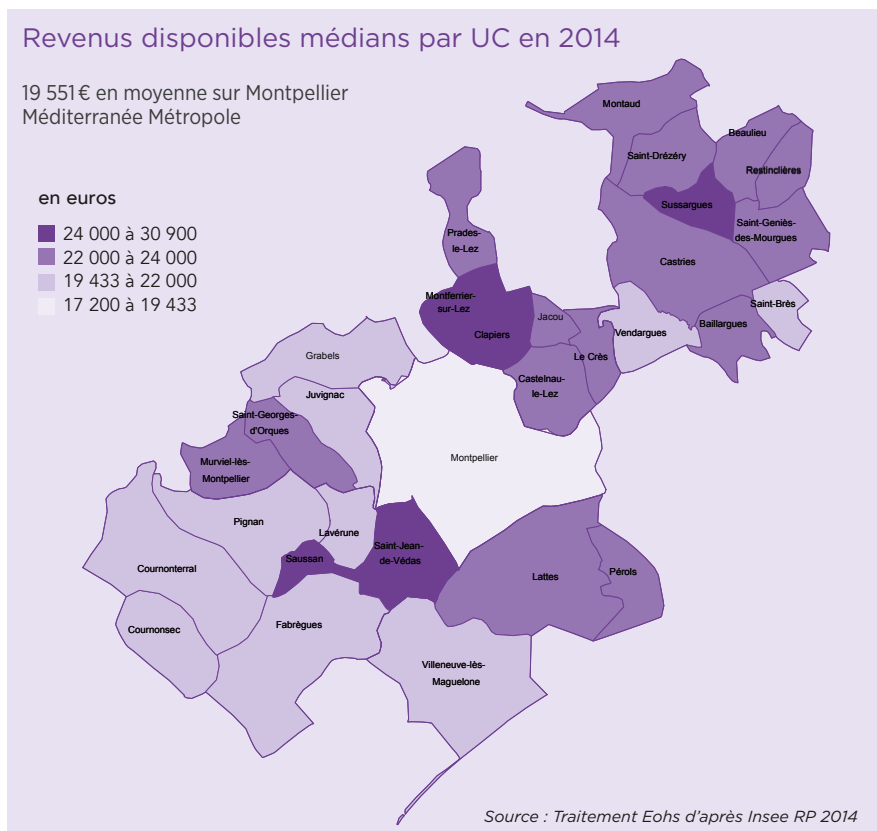 Revenus disponibles médians par UC en 2014
19 551 € en moyenne sur Montpellier
Méditerranée Métropole
en euros
24 000 à 30 900
22 000 à 24 000
19 433 à 22 000
17 200 à 19 433
Montaud
Beaulieu
Saint-Drézéry
Restinclières
Sussargues
Saint-Geniès-
des-Mourgues
Prades-
le-Lez
Castries
Montferrier-
sur-Lez
Saint-Brès
Jacou
Baillargues
Clapiers
Vendargues
Grabels
Le Crès
Castelnau-
le-Lez
Juvignac
Saint-Georges-
d'Orques
Murviel-lès-
Montpellier
Montpellier
Pignan
Lavérune
Saint-Jean-
de-Védas
Saussan
Cournonterral
Lattes
Pérols
Cournonsec
Fabrègues
Villeneuve-lès-
Maguelone
Source : Traitement Eohs d'après Insee RP 2014